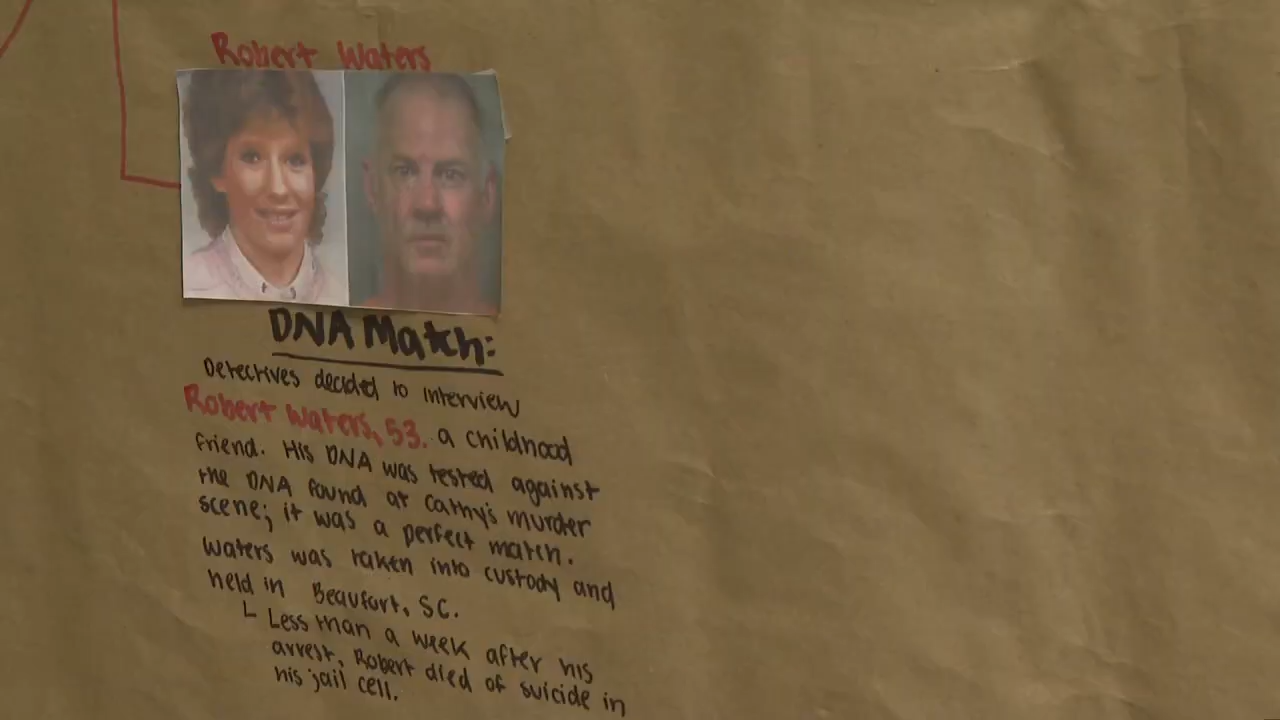 Robert Waters
DNA Match:
Detectives decided to interview
Robert Waters, 53. a childhood
friend. His DNA was tested against
the DNA found at Cathy's murder
scene; it was a perfect match.
Waters was taken into custody and
held in Beaufort, SC.
Less than a week after his
arrest, Robert died of suicide in
his jail cell.